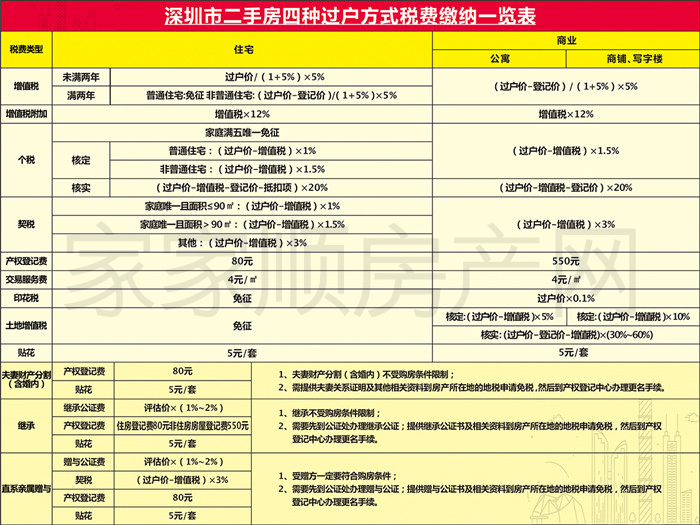 深圳市二手房四种过户方式税费缴纳一览表
税费类型 住宅 商业
公寓 商铺、写字楼
增值税 未满两年 过户价/(1+5%)×5% (过户价-登记价)/(1+5%)×5%
满两年 普通住宅:免征 非普通住宅:(过户价-登记价)/(1+5%)×5%
增值税附加 增值税×12% 增值税×12%
个税 家庭满五唯一免征
核定 普通住宅:(过户价-增值税)×1% (过户价-增值税)×1.5%
非普通住宅:(过户价-增值税)×1.5%
核实 (过户价-增值税-登记价-抵扣项)×20% (过户价-增值税-登记价)×20%
契税 家庭唯一且面积≤90㎡:(过户价-增值税)×1% (过户价-增值税)×3%
家庭唯一且面积>90㎡:(过户价-增值税)×1.5%
其他:(过户价-增值税)×3%
产权登记费 80元 550元
交易服务费 4元/㎡ 4元/㎡
印花税 免征 过户价×0.1%
土地增值税 免征 核定:(过户价-增值税)×5% 核定:(过户价-增值税)×10%
核实:(过户价-登记价-增值税)×(30%~60%)
贴花 5元/套 5元/套
夫妻财产分割(含婚内) 产权登记费 80元 1、夫妻财产分割(含婚内)不受购房条件限制;
贴花 5元/套 2、需提供夫妻关系证明及其他相关资料到房产所在地的地税申请免税,然后到产权登记中心办理更名手续。
继承 继承公证费 评估价×(1%~2%) 1、继承不受购房条件限制;
产权登记费 住房登记费80元非住房房屋登记费550元 2、需要先到公证处办理继承公证;提供继承公证书及相关资料到房产所在地的地税申请免税,然后到产权
贴花 5元/套 登记中心办理更名手续。
直系亲属赠与 赠与公证费 评估价×(1%~2%)
契税 (过户价-增值税)×3% 1、受赠方一定要符合购房条件;
产权登记费 80元 2、需要先到公证处办理赠与公证;提供赠与公证书及相关资料到房产所在地的地税申请免税,然后到产权
贴花 5元/套 登记中心办理更名手续。
家家顺房产网